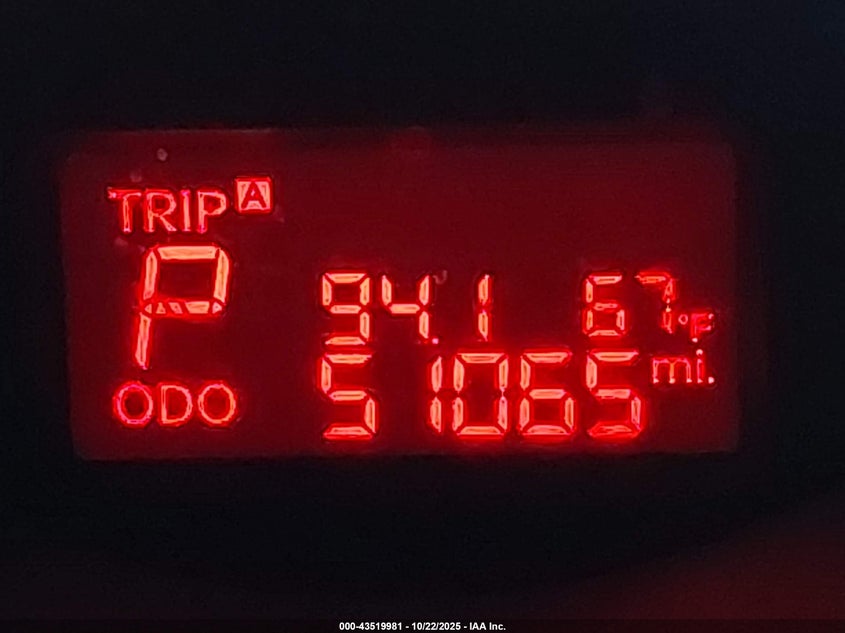 TRIP A
P 94.1 67°F
ODO 51065 mi.
000-43519981 - 10/22/2025 - IAA Inc.